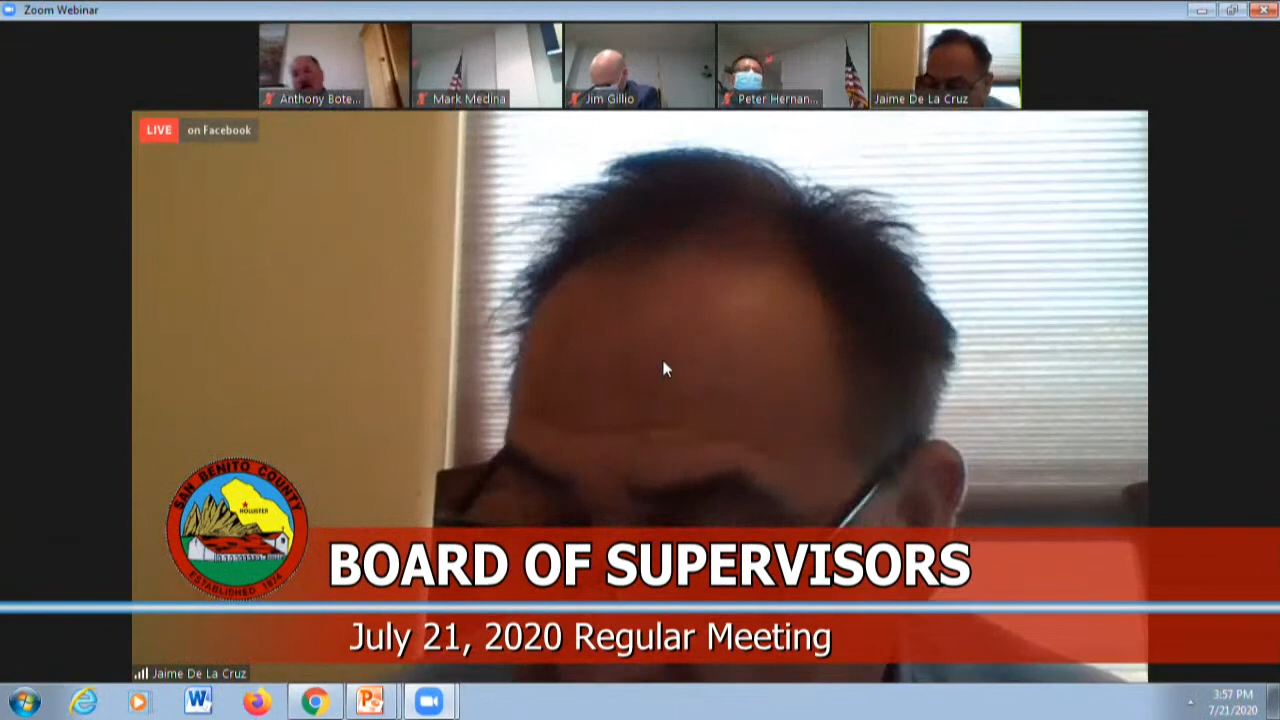 Zoom Webinar
Anthony Bote...
Mark Medina
Jim Gillio
Peter Hernan...
Jaime De La Cruz
LIVE on Facebook
SAN BENITO COUNTY
HOLLISTER
ESTABLISHED 1874
BOARD OF SUPERVISORS
July 21, 2020 Regular Meeting
Jaime De La Cruz
3:57 PM
7/21/2020